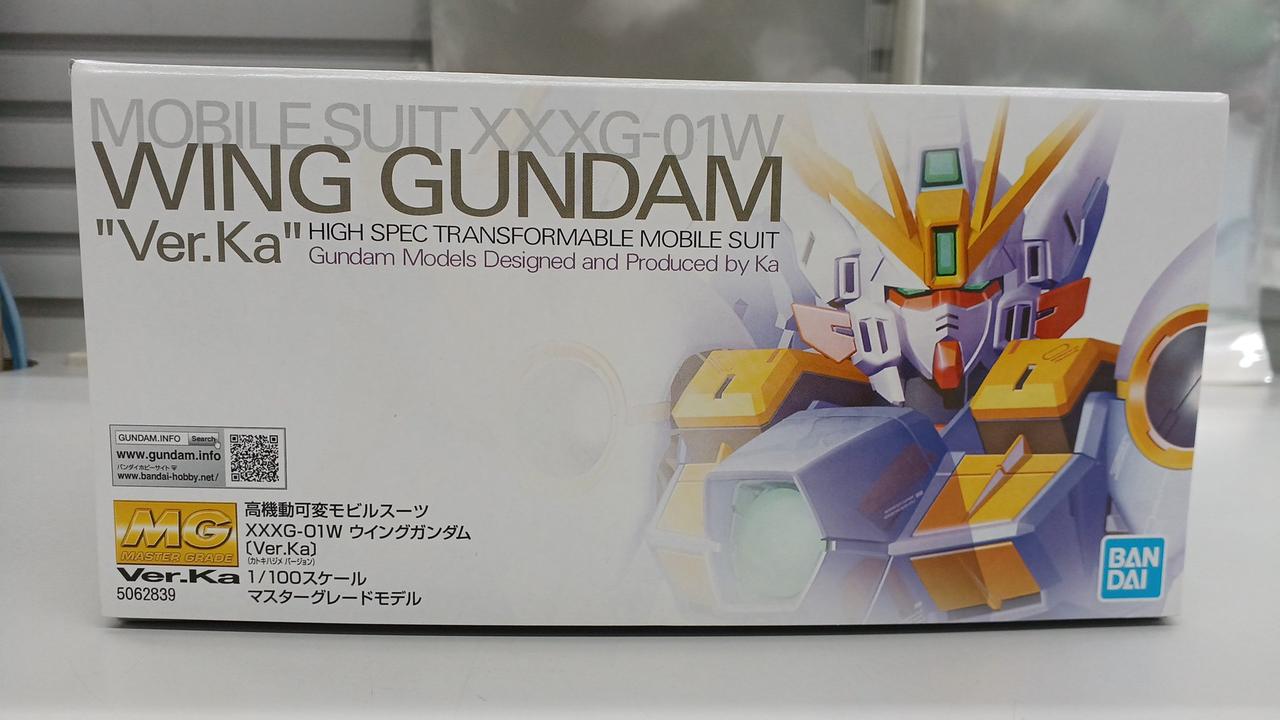 MOBILE SUIT XXXG-01W
WING GUNDAM
"Ver.Ka" HIGH SPEC TRANSFORMABLE MOBILE SUIT
Gundam Models Designed and Produced by Ka
GUNDAM.INFO Search
www.gundam.info
バンダイホビーサイト
www.bandai-hobby.net/
MG
MASTER GRADE
Ver.Ka
5062839
高機動可変モビルスーツ
XXXG-01W ウイングガンダム
〔Ver.Ka〕
(カトキハジメ バージョン)
1/100スケール
マスターグレードモデル
01
BAN
DAI